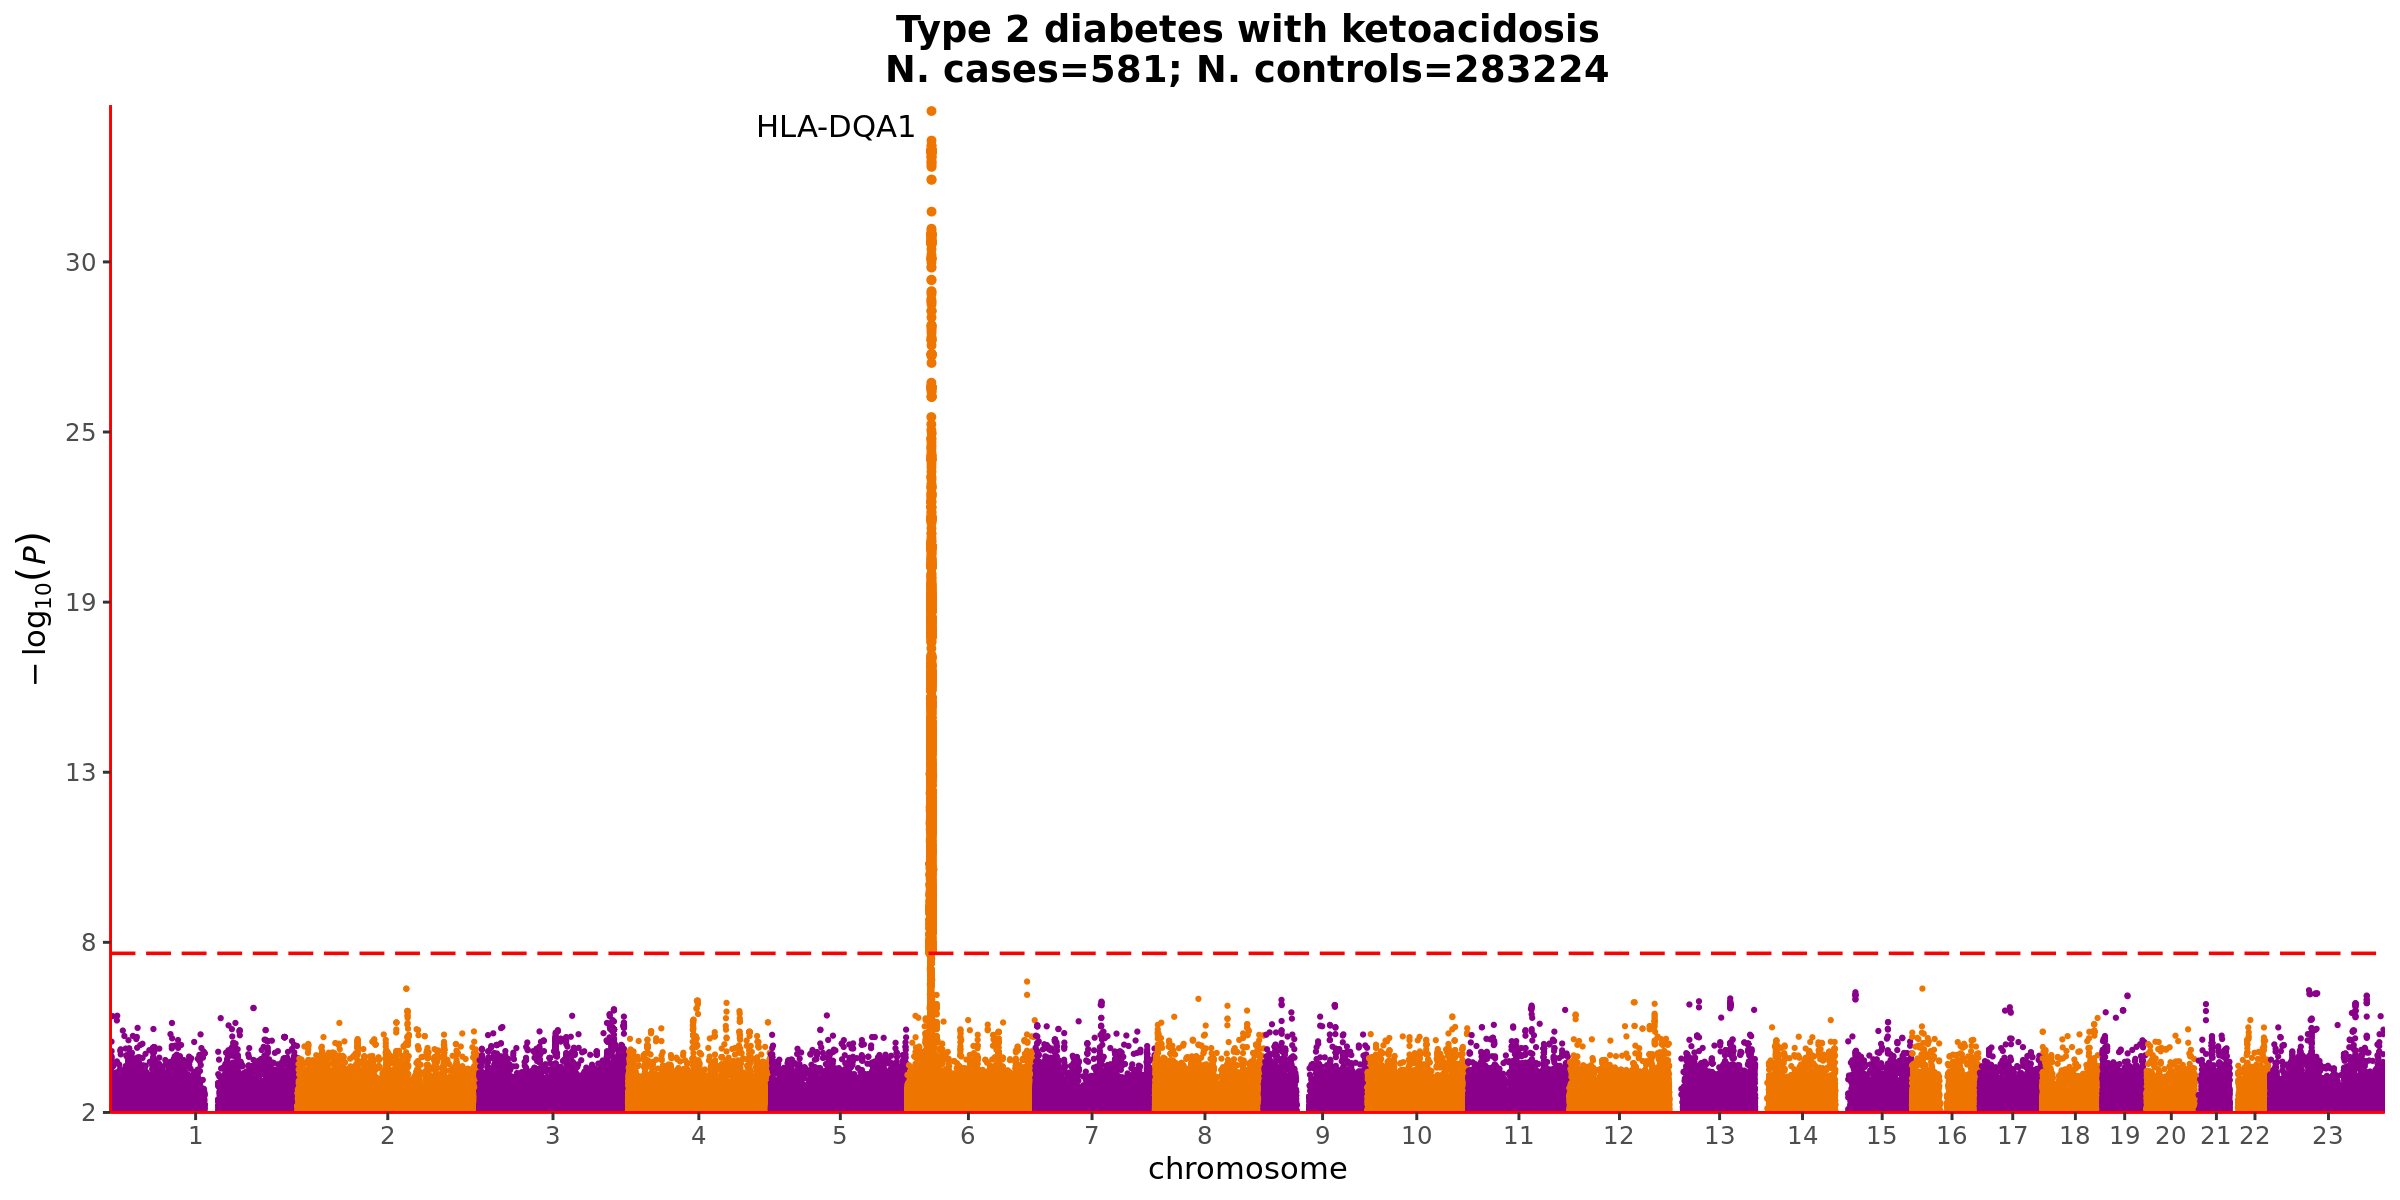 Type 2 diabetes with ketoacidosis
N. cases=581; N. controls=283224
HLA-DQA1
30
25
19
13
8
2
−log10(P)
1 2 3 4 5 6 7 8 9 10 11 12 13 14 15 16 17 18 19 20 21 22 23
chromosome